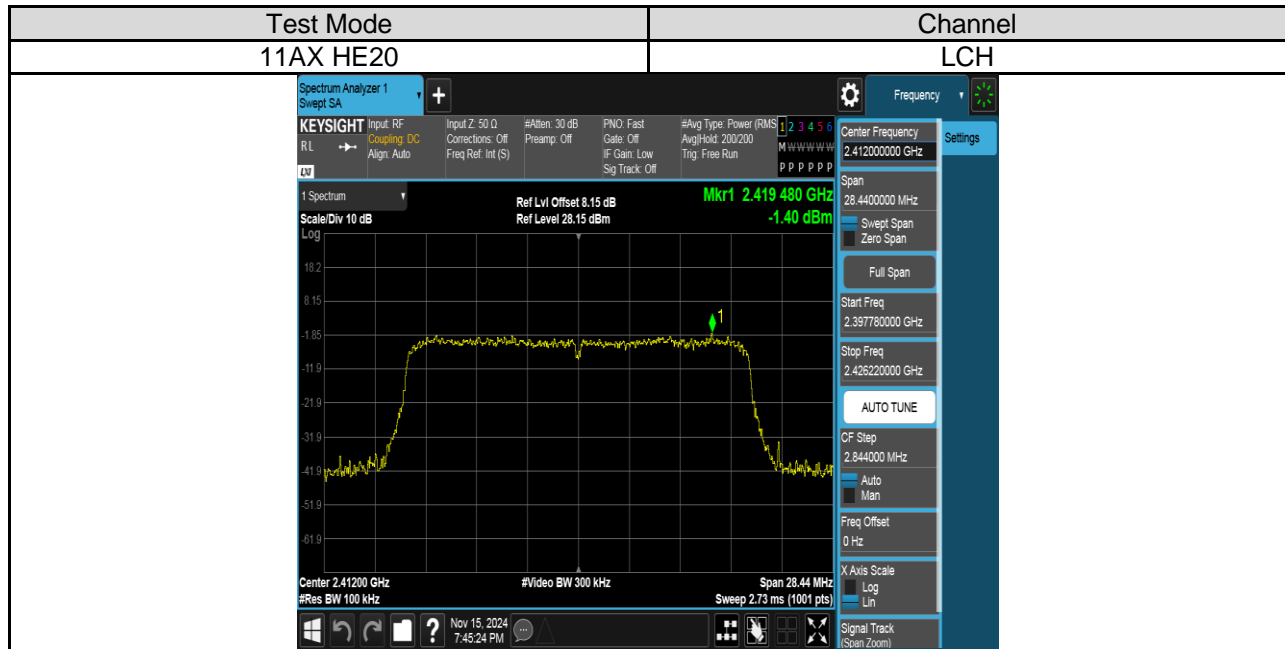 Test Mode Channel
11AX HE20 LCH
Spectrum Analyzer 1
Swept SA
+
Frequency
KEYSIGHT
RL
LXI
Input: RF
Coupling: DC
Align: Auto
Input Z: 50 Ω
Corrections: Off
Freq Ref: Int (S)
#Atten: 30 dB
Preamp: Off
PNO: Fast
Gate: Off
IF Gain: Low
Sig Track: Off
#Avg Type: Power (RMS
Avg|Hold: 200/200
Trig: Free Run
1 2 3 4 5 6
M W W W W W
P P P P P P
1 Spectrum
Scale/Div 10 dB
Ref Lvl Offset 8.15 dB
Ref Level 28.15 dBm
Mkr1 2.419 480 GHz
-1.40 dBm
Log
18.2
8.15
-1.85
-11.9
-21.9
-31.9
-41.9
-51.9
-61.9
1
Center 2.41200 GHz
#Res BW 100 kHz
#Video BW 300 kHz
Span 28.44 MHz
Sweep 2.73 ms (1001 pts)
Center Frequency
2.412000000 GHz
Settings
Span
28.4400000 MHz
Swept Span
Zero Span
Full Span
Start Freq
2.397780000 GHz
Stop Freq
2.426220000 GHz
AUTO TUNE
CF Step
2.844000 MHz
Auto
Man
Freq Offset
0 Hz
X Axis Scale
Log
Lin
Signal Track
(Span Zoom)
?
Nov 15, 2024
7:45:24 PM